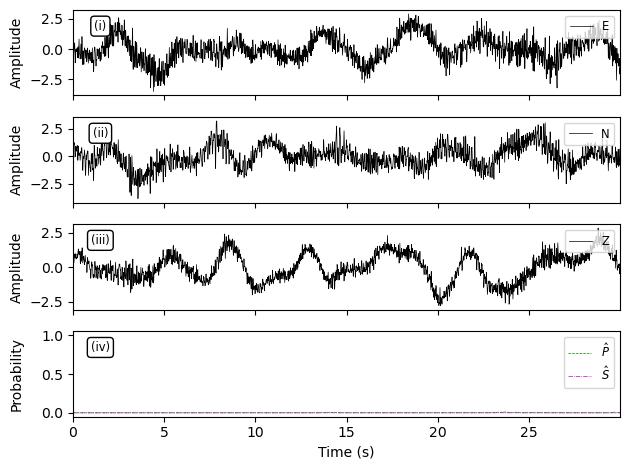 Amplitude
2.5
0.0
−2.5
(i)
E
Amplitude
2.5
0.0
−2.5
(ii)
N
Amplitude
2.5
0.0
−2.5
(iii)
Z
Probability
1.0
0.5
0.0
(iv)
P̂
Ŝ
0 5 10 15 20 25
Time (s)